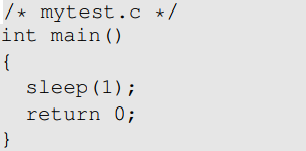 /* mytest.c */
int main()
{
  sleep(1);
  return 0;
}